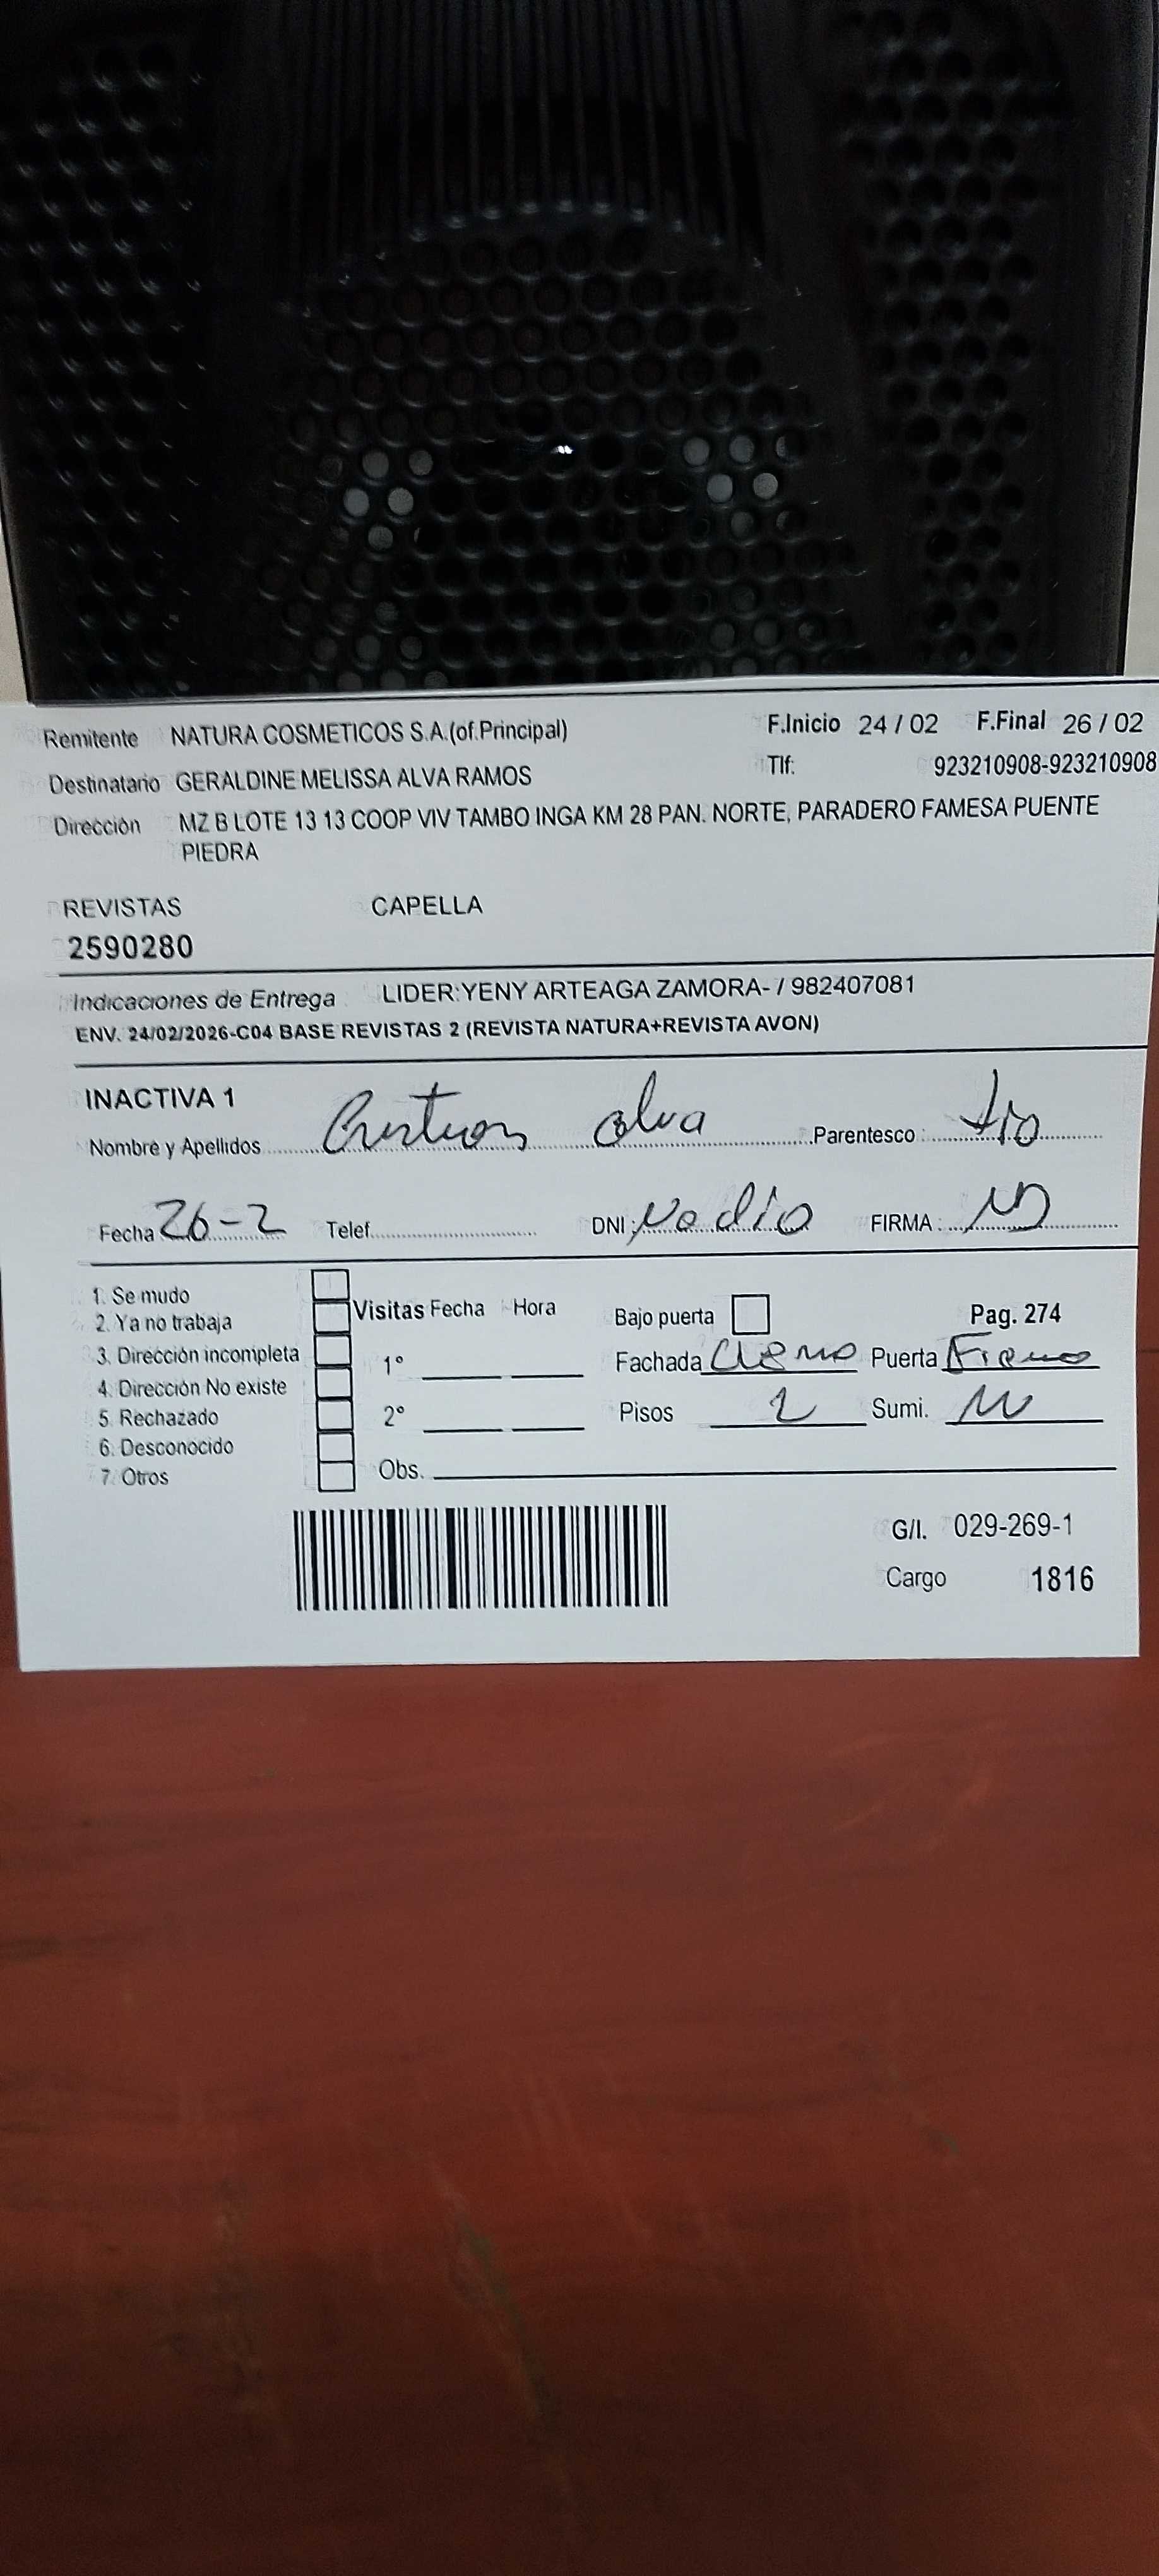 Remitente NATURA COSMETICOS S.A.(of.Principal) F.Inicio 24 / 02 F.Final 26 / 02
Destinatario GERALDINE MELISSA ALVA RAMOS Tlf: 923210908-923210908
Dirección MZ B LOTE 13 13 COOP VIV TAMBO INGA KM 28 PAN. NORTE, PARADERO FAMESA PUENTE
PIEDRA
REVISTAS CAPELLA
2590280
Indicaciones de Entrega LIDER:YENY ARTEAGA ZAMORA- / 982407081
ENV. 24/02/2026-C04 BASE REVISTAS 2 (REVISTA NATURA+REVISTA AVON)
INACTIVA 1
Nombre y Apellidos alva Parentesco : tio
Fecha 26-2 Telef. DNI : No dio FIRMA :
1. Se mudo
2. Ya no trabaja Visitas Fecha Hora Bajo puerta Pag. 274
3. Dirección incompleta 1° Fachada Puerta
4. Dirección No existe
5. Rechazado 2° Pisos 2 Sumi.
6. Desconocido
7. Otros Obs.
G/I. 029-269-1
Cargo 1816